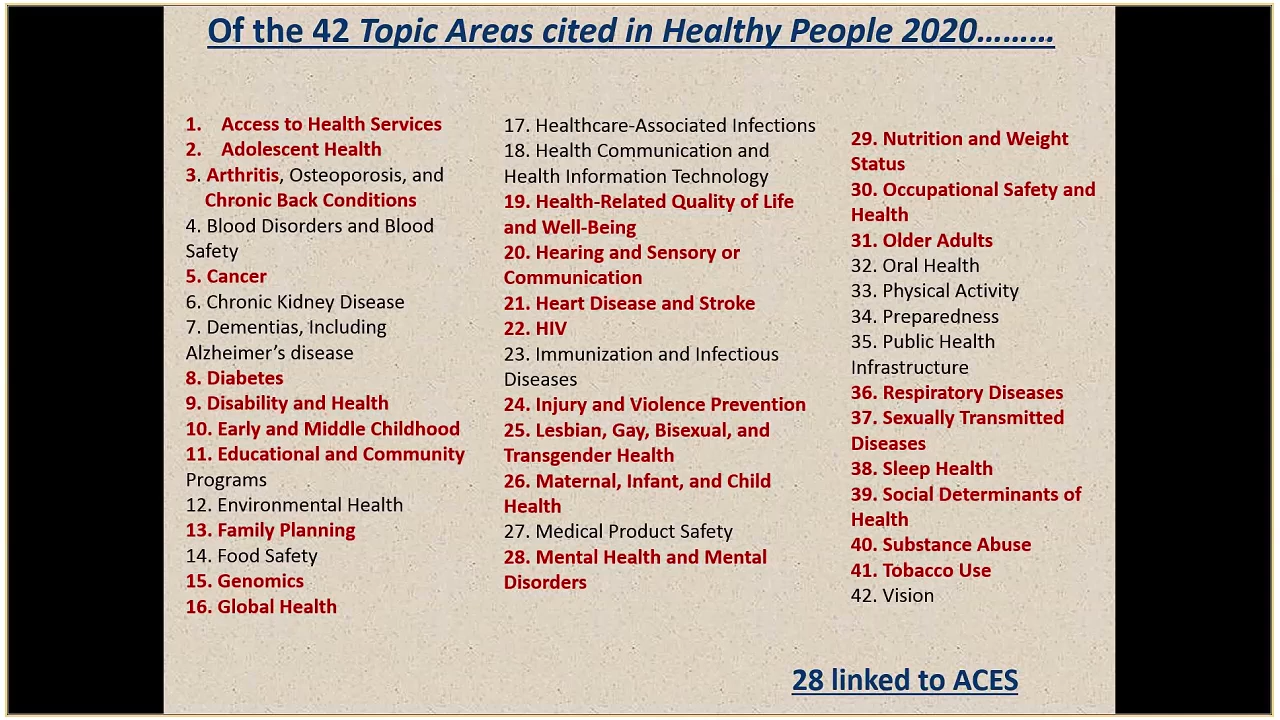 Of the 42 Topic Areas cited in Healthy People 2020………
1. Access to Health Services
2. Adolescent Health
3. Arthritis, Osteoporosis, and
Chronic Back Conditions
4. Blood Disorders and Blood
Safety
5. Cancer
6. Chronic Kidney Disease
7. Dementias, Including
Alzheimer’s disease
8. Diabetes
9. Disability and Health
10. Early and Middle Childhood
11. Educational and Community
Programs
12. Environmental Health
13. Family Planning
14. Food Safety
15. Genomics
16. Global Health
17. Healthcare-Associated Infections
18. Health Communication and
Health Information Technology
19. Health-Related Quality of Life
and Well-Being
20. Hearing and Sensory or
Communication
21. Heart Disease and Stroke
22. HIV
23. Immunization and Infectious
Diseases
24. Injury and Violence Prevention
25. Lesbian, Gay, Bisexual, and
Transgender Health
26. Maternal, Infant, and Child
Health
27. Medical Product Safety
28. Mental Health and Mental
Disorders
29. Nutrition and Weight
Status
30. Occupational Safety and
Health
31. Older Adults
32. Oral Health
33. Physical Activity
34. Preparedness
35. Public Health
Infrastructure
36. Respiratory Diseases
37. Sexually Transmitted
Diseases
38. Sleep Health
39. Social Determinants of
Health
40. Substance Abuse
41. Tobacco Use
42. Vision
28 linked to ACES